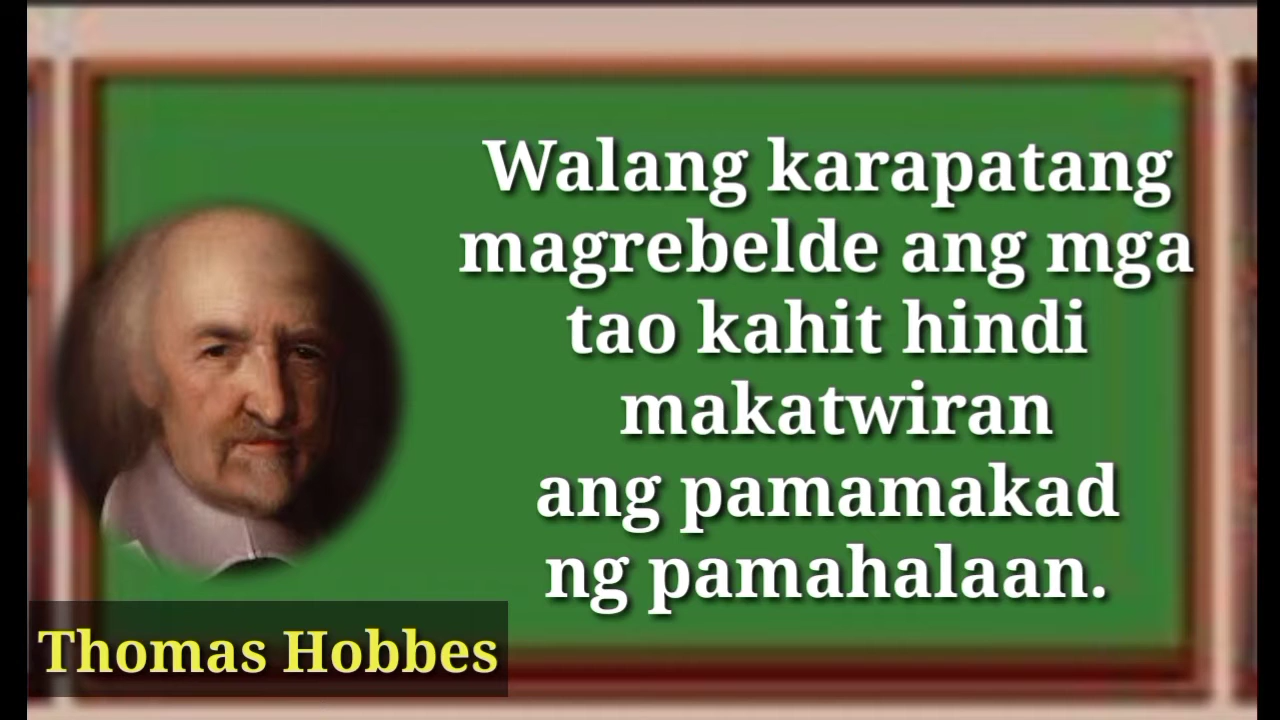 Walang karapatang
magrebelde ang mga
tao kahit hindi
makatwiran
ang pamamakad
ng pamahalaan.
Thomas Hobbes